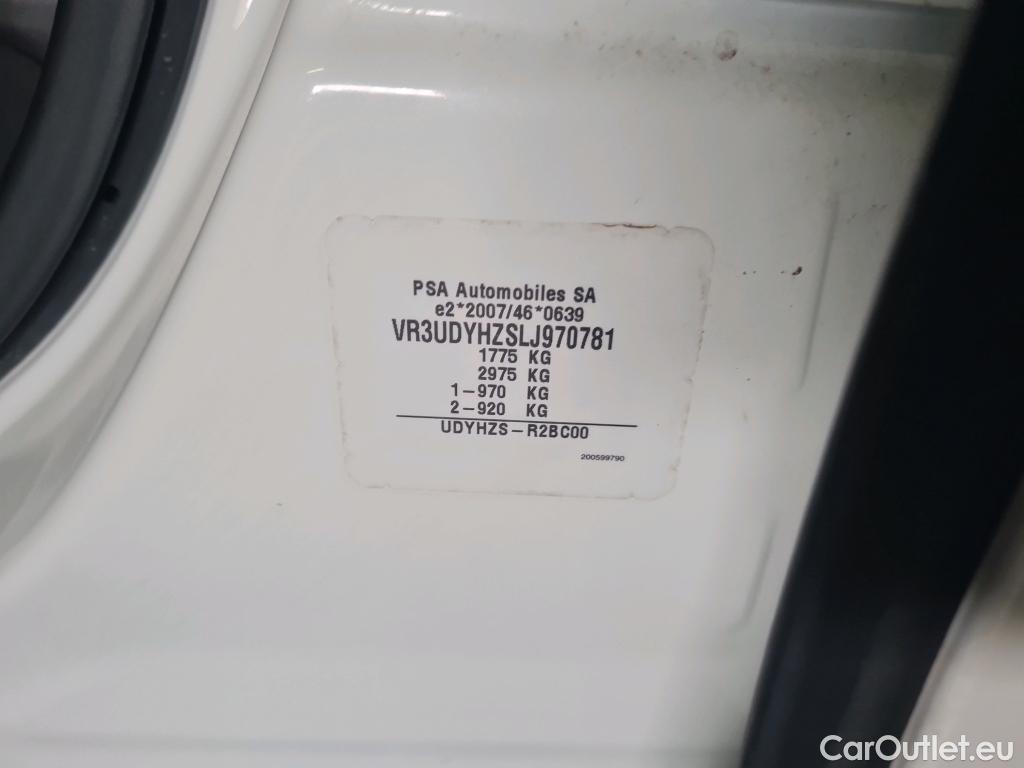 PSA Automobiles SA
e2*2007/46*0639
VR3UDYHZSLJ970781
1775 KG
2975 KG
1-970 KG
2-920 KG
UDYHZS-R2BC00
200599790
CarOutlet.eu